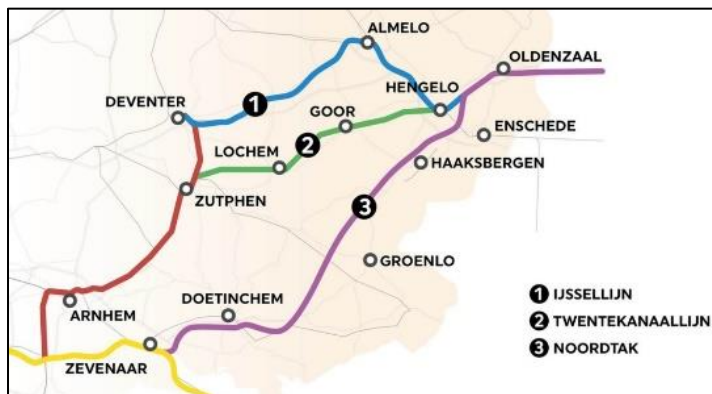 ALMELO
OLDENZAAL
HENGELO
DEVENTER
1
GOOR
ENSCHEDE
LOCHEM
2
HAAKSBERGEN
ZUTPHEN
3
GROENLO
DOETINCHEM
1 IJSSELLIJN
ARNHEM
2 TWENTEKANAALLIJN
ZEVENAAR
3 NOORDTAK